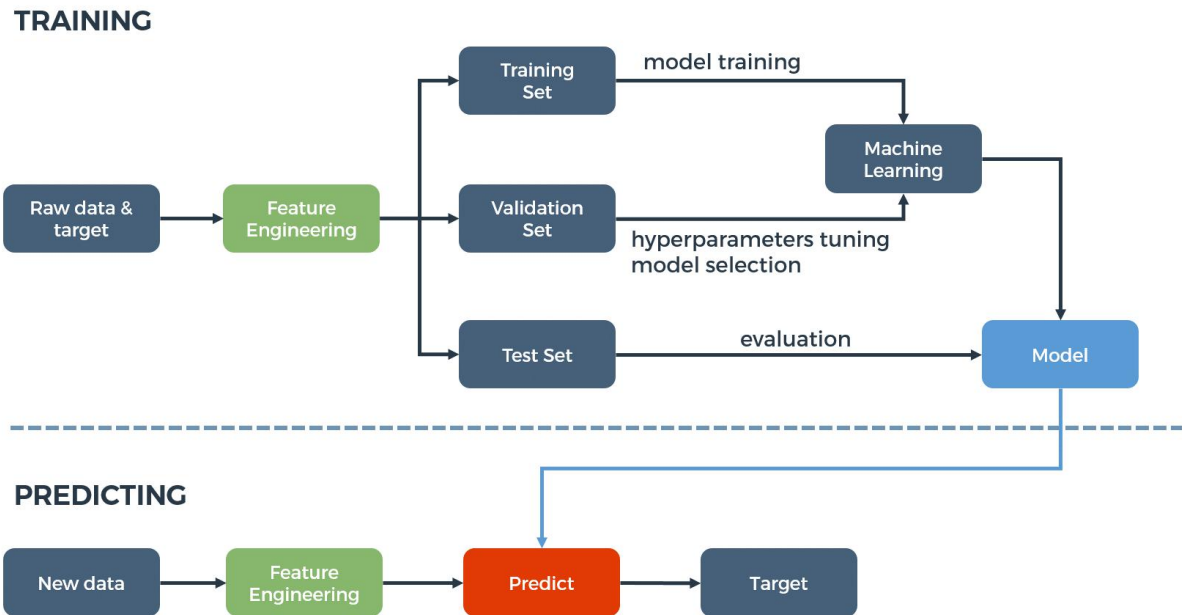 TRAINING
Training
Set
model training
Machine
Learning
Raw data &
target
Feature
Engineering
Validation
Set
hyperparameters tuning
model selection
Test Set
evaluation
Model
PREDICTING
New data
Feature
Engineering
Predict
Target